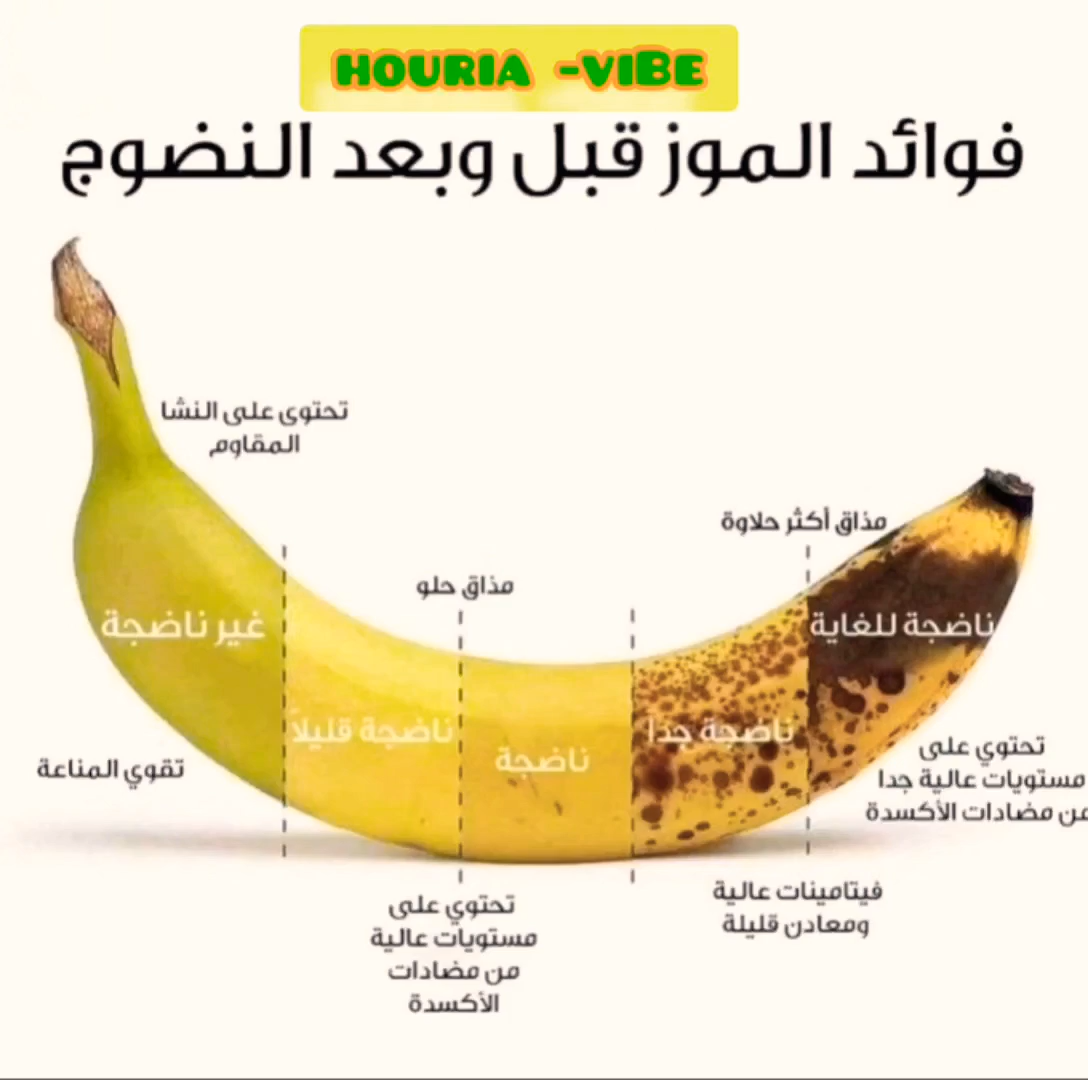 HOURIA -VIBE
فوائد الموز قبل وبعد النضوج
تحتوي على النشا
المقاوم
مذاق أكثر حلاوة
مذاق حلو
غير ناضجة
ناضجة للغاية
ناضجة قليلاً
ناضجة
ناضجة جدا
تقوي المناعة
تحتوي على
مستويات عالية جدا
من مضادات الأكسدة
تحتوي على
مستويات عالية
من مضادات
الأكسدة
فيتامينات عالية
ومعادن قليلة